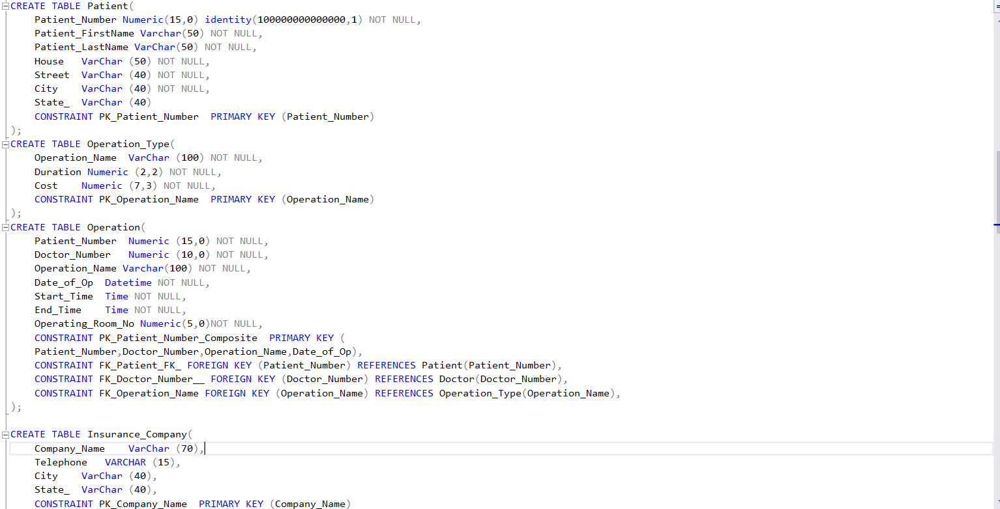 CREATE TABLE Patient(
Patient_Number Numeric(15,0) identity(100000000000000,1) NOT NULL,
Patient_FirstName Varchar(50) NOT NULL,
Patient_LastName VarChar(50) NOT NULL,
House VarChar (50) NOT NULL,
Street VarChar (40) NOT NULL,
City VarChar (40) NOT NULL,
State_ VarChar (40)
CONSTRAINT PK_Patient_Number PRIMARY KEY (Patient_Number)
);
CREATE TABLE Operation_Type(
Operation_Name VarChar (100) NOT NULL,
Duration Numeric (2,2) NOT NULL,
Cost Numeric (7,3) NOT NULL,
CONSTRAINT PK_Operation_Name PRIMARY KEY (Operation_Name)
);
CREATE TABLE Operation(
Patient_Number Numeric (15,0) NOT NULL,
Doctor_Number Numeric (10,0) NOT NULL,
Operation_Name Varchar(100) NOT NULL,
Date_of_Op Datetime NOT NULL,
Start_Time Time NOT NULL,
End_Time Time NOT NULL,
Operating_Room_No Numeric(5,0)NOT NULL,
CONSTRAINT PK_Patient_Number_Composite PRIMARY KEY (
Patient_Number,Doctor_Number,Operation_Name,Date_of_Op),
CONSTRAINT FK_Patient_FK_ FOREIGN KEY (Patient_Number) REFERENCES Patient(Patient_Number),
CONSTRAINT FK_Doctor_Number__ FOREIGN KEY (Doctor_Number) REFERENCES Doctor(Doctor_Number),
CONSTRAINT FK_Operation_Name FOREIGN KEY (Operation_Name) REFERENCES Operation_Type(Operation_Name),
);
CREATE TABLE Insurance_Company(
Company_Name VarChar (70),
Telephone VARCHAR (15),
City VarChar (40),
State_ VarChar (40),
CONSTRAINT PK_Company_Name PRIMARY KEY (Company_Name)